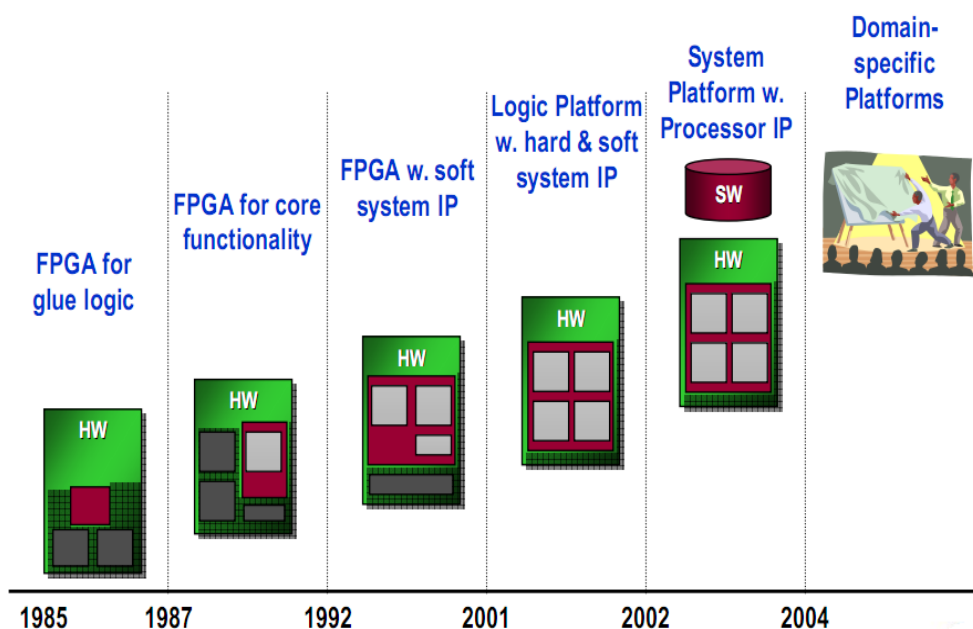 FPGA for
glue logic
HW
FPGA for core
functionality
HW
FPGA w. soft
system IP
HW
Logic Platform
w. hard & soft
system IP
HW
System
Platform w.
Processor IP
SW
HW
Domain-
specific
Platforms
1985
1987
1992
2001
2002
2004